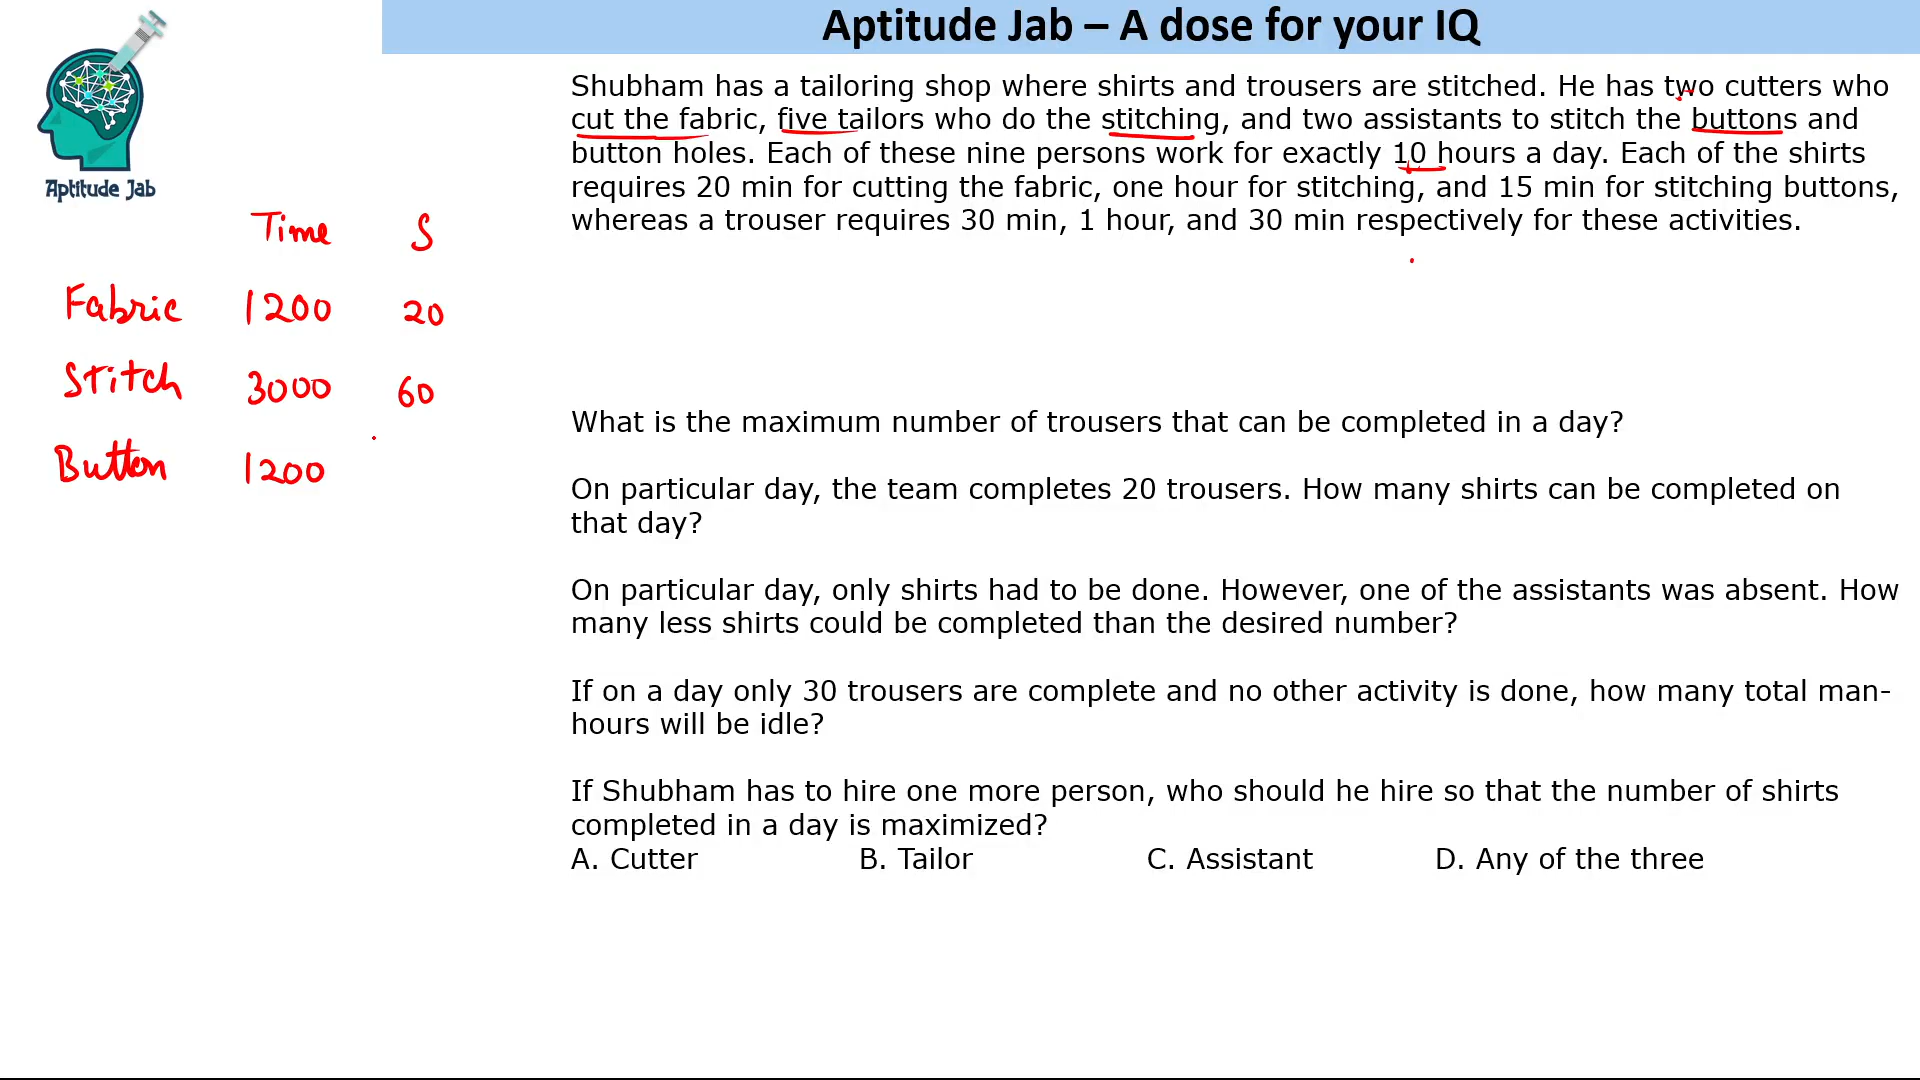 Aptitude Jab – A dose for your IQ
Aptitude Jab
Shubham has a tailoring shop where shirts and trousers are stitched. He has two cutters who
cut the fabric, five tailors who do the stitching, and two assistants to stitch the buttons and
button holes. Each of these nine persons work for exactly 10 hours a day. Each of the shirts
requires 20 min for cutting the fabric, one hour for stitching, and 15 min for stitching buttons,
whereas a trouser requires 30 min, 1 hour, and 30 min respectively for these activities.
Time S
Fabric 1200 20
Stitch 3000 60
Button 1200
What is the maximum number of trousers that can be completed in a day?
On particular day, the team completes 20 trousers. How many shirts can be completed on
that day?
On particular day, only shirts had to be done. However, one of the assistants was absent. How
many less shirts could be completed than the desired number?
If on a day only 30 trousers are complete and no other activity is done, how many total man-
hours will be idle?
If Shubham has to hire one more person, who should he hire so that the number of shirts
completed in a day is maximized?
A. Cutter B. Tailor C. Assistant D. Any of the three